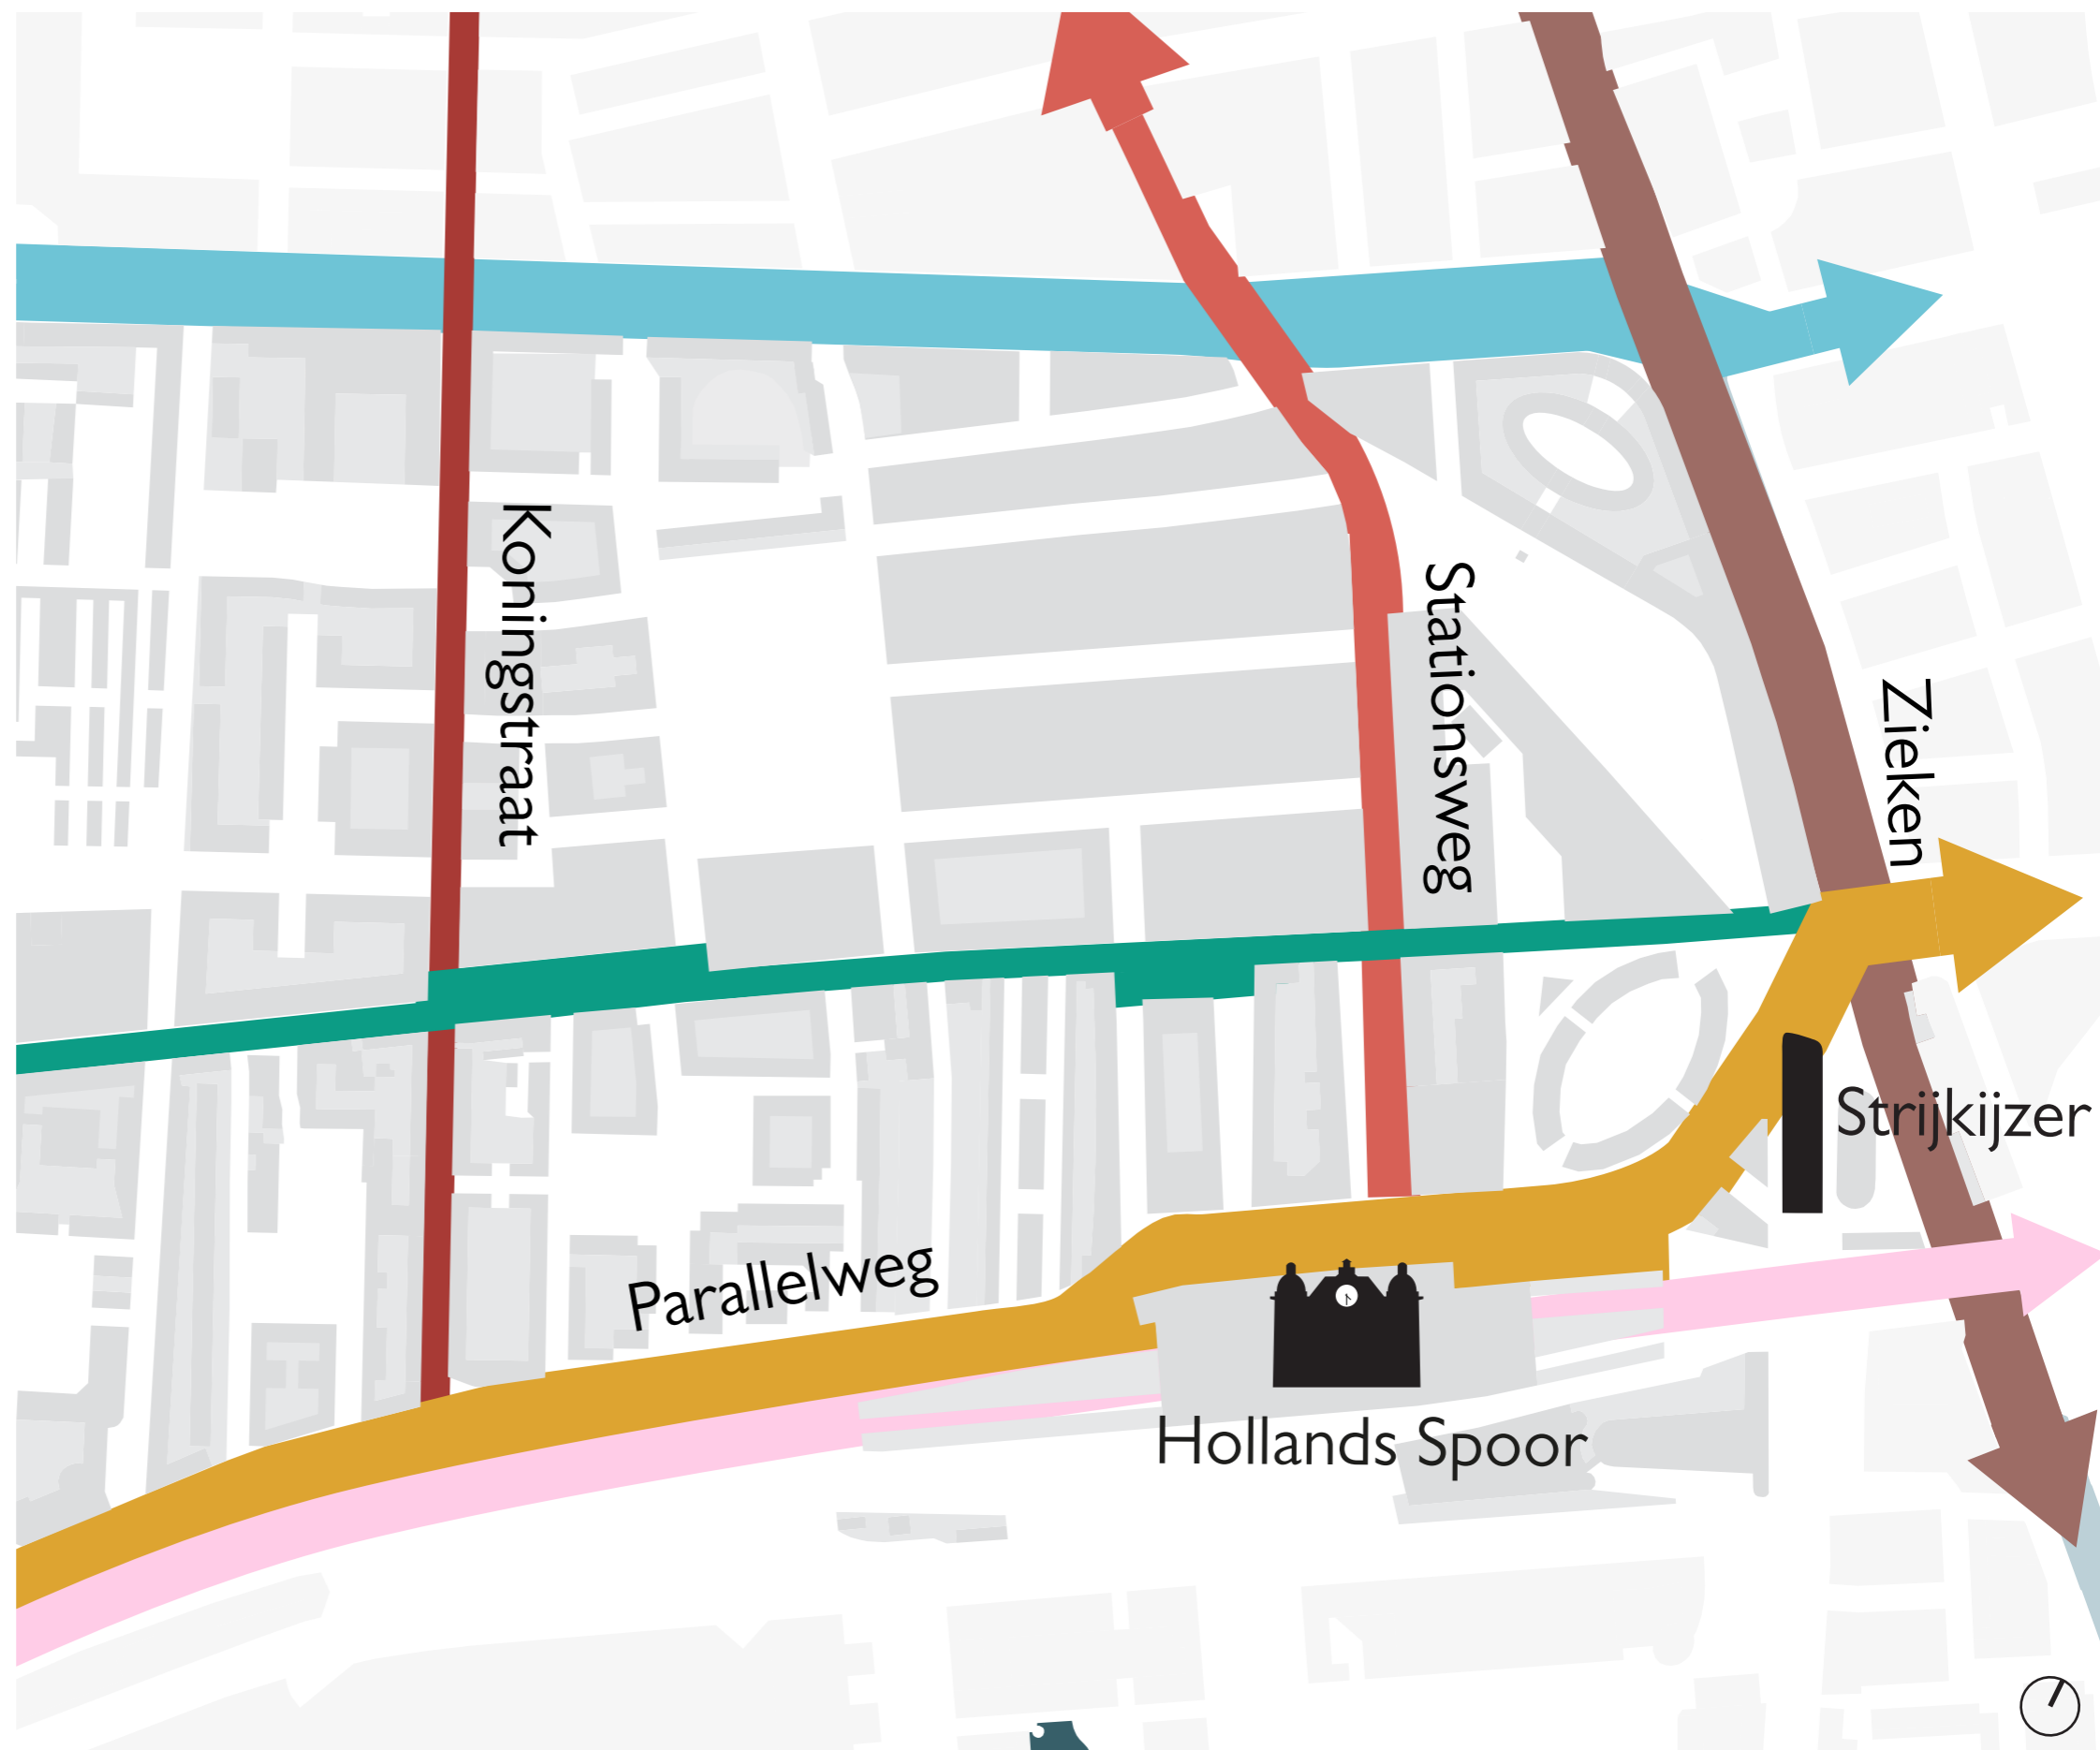 Koningstraat
Stationsweg
Zieken
Strijkijzer
Parallelweg
Hollands Spoor